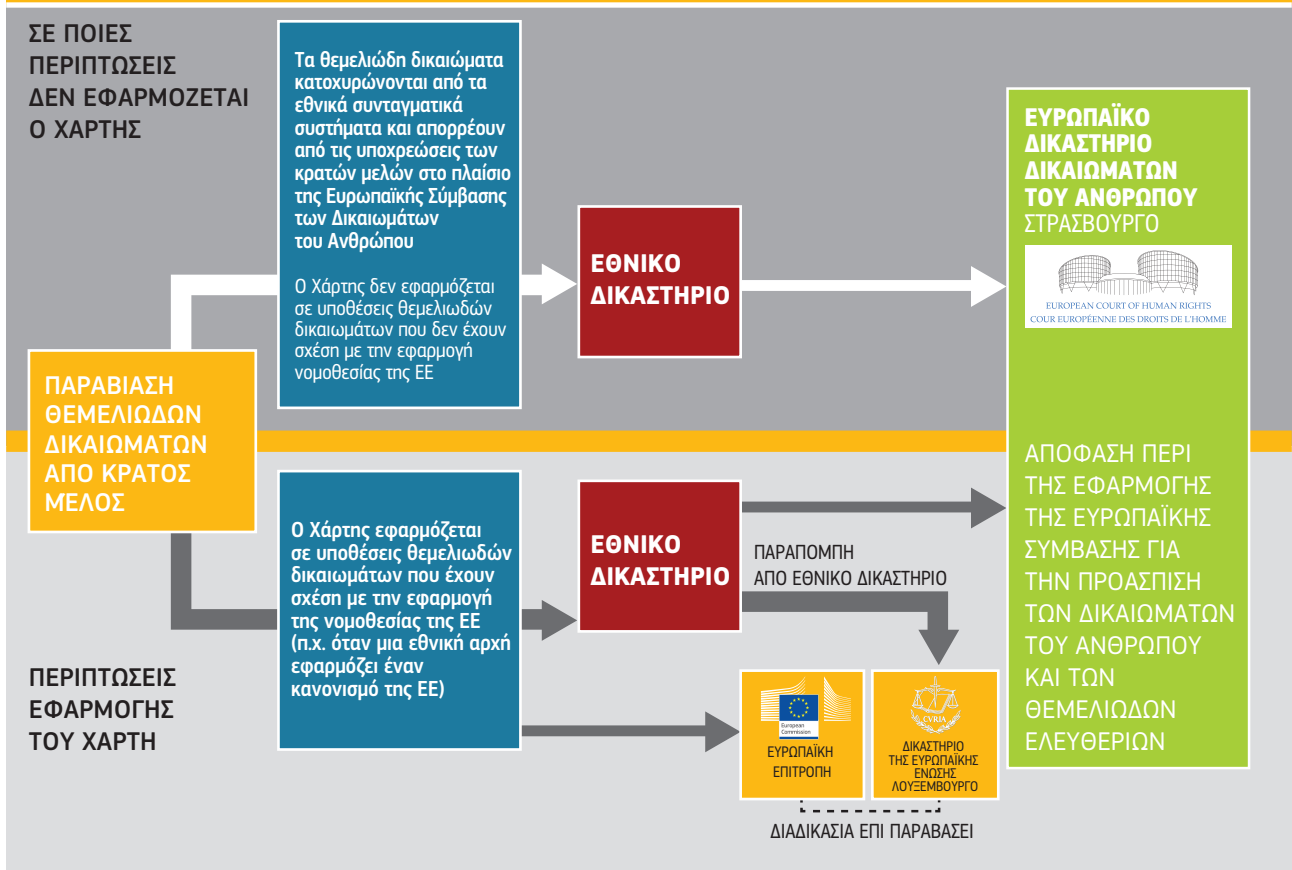 ΣΕ ΠΟΙΕΣ
ΠΕΡΙΠΤΩΣΕΙΣ
ΔΕΝ ΕΦΑΡΜΟΖΕΤΑΙ
Ο ΧΑΡΤΗΣ
Τα θεμελιώδη δικαιώματα
κατοχυρώνονται από τα
εθνικά συνταγματικά
συστήματα και απορρέουν
από τις υποχρεώσεις των
κρατών μελών στο πλαίσιο
της Ευρωπαϊκής Σύμβασης
των Δικαιωμάτων
του Ανθρώπου
Ο Χάρτης δεν εφαρμόζεται
σε υποθέσεις θεμελιωδών
δικαιωμάτων που δεν έχουν
σχέση με την εφαρμογή
νομοθεσίας της ΕΕ
ΕΘΝΙΚΟ
ΔΙΚΑΣΤΗΡΙΟ
ΕΥΡΩΠΑΪΚΟ
ΔΙΚΑΣΤΗΡΙΟ
ΔΙΚΑΙΩΜΑΤΩΝ
ΤΟΥ ΑΝΘΡΩΠΟΥ
ΣΤΡΑΣΒΟΥΡΓΟ
EUROPEAN COURT OF HUMAN RIGHTS
COUR EUROPÉENNE DES DROITS DE L'HOMME
ΠΑΡΑΒΙΑΣΗ
ΘΕΜΕΛΙΩΔΩΝ
ΔΙΚΑΙΩΜΑΤΩΝ
ΑΠΟ ΚΡΑΤΟΣ
ΜΈΛΟΣ
ΑΠΟΦΑΣΗ ΠΕΡΙ
ΤΗΣ ΕΦΑΡΜΟΓΗΣ
ΤΗΣ ΕΥΡΩΠΑΪΚΗΣ
ΣΥΜΒΑΣΗΣ ΓΙΑ
ΤΗΝ ΠΡΟΑΣΠΙΣΗ
ΤΩΝ ΔΙΚΑΙΩΜΑΤΩΝ
ΤΟΥ ΑΝΘΡΩΠΟΥ
ΚΑΙ ΤΩΝ
ΘΕΜΕΛΙΩΔΩΝ
ΕΛΕΥΘΕΡΙΩΝ
Ο Χάρτης εφαρμόζεται
σε υποθέσεις θεμελιωδών
δικαιωμάτων που έχουν
σχέση με την εφαρμογή
της νομοθεσίας της ΕΕ
(π.χ. όταν μια εθνική αρχή
εφαρμόζει έναν
κανονισμό της ΕΕ)
ΕΘΝΙΚΟ
ΔΙΚΑΣΤΗΡΙΟ
ΠΑΡΑΠΟΜΠΗ
ΑΠΟ ΕΘΝΙΚΟ ΔΙΚΑΣΤΗΡΙΟ
ΠΕΡΙΠΤΩΣΕΙΣ
ΕΦΑΡΜΟΓΗΣ
ΤΟΥ ΧΑΡΤΗ
European
Commission
ΕΥΡΩΠΑΪΚΗ
ΕΠΙΤΡΟΠΗ
CVRIA
ΔΙΚΑΣΤΗΡΙΟ
ΤΗΣ ΕΥΡΩΠΑΪΚΗΣ
ΕΝΩΣΗΣ
ΛΟΥΞΕΜΒΟΥΡΓΟ
ΔΙΑΔΙΚΑΣΙΑ ΕΠΙ ΠΑΡΑΒΑΣΕΙ